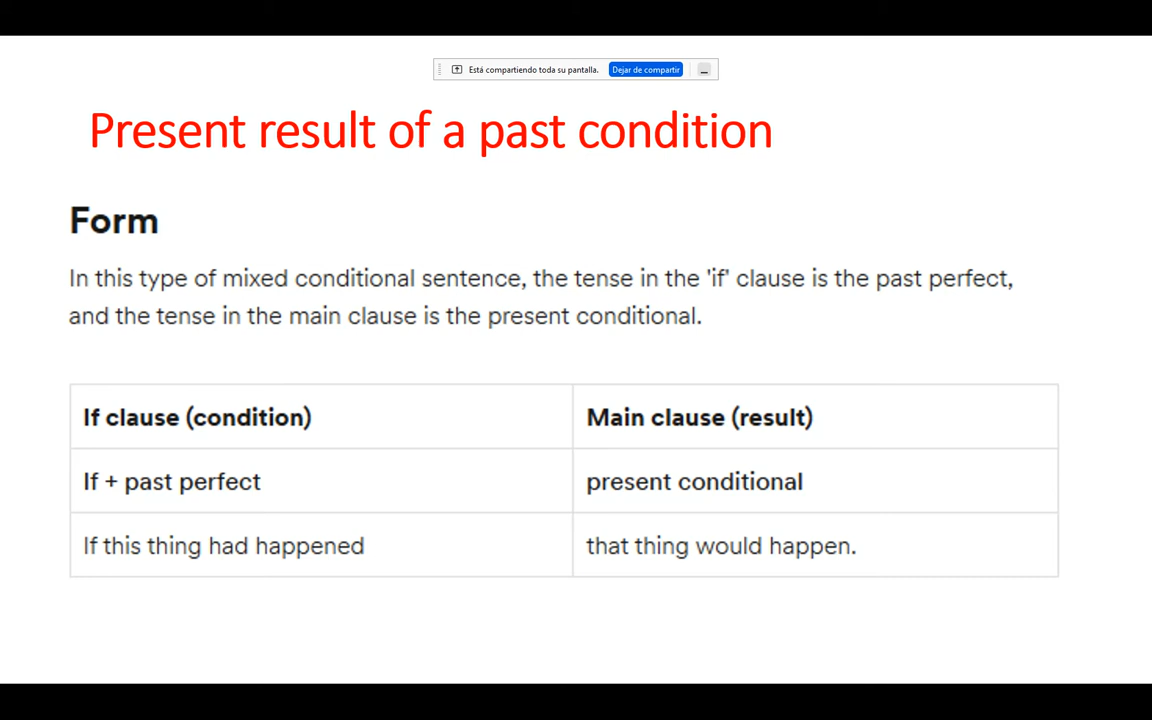 Está compartiendo toda su pantalla. Dejar de compartir
Present result of a past condition
Form
In this type of mixed conditional sentence, the tense in the 'if' clause is the past perfect,
and the tense in the main clause is the present conditional.
If clause (condition) Main clause (result)
If + past perfect present conditional
If this thing had happened that thing would happen.